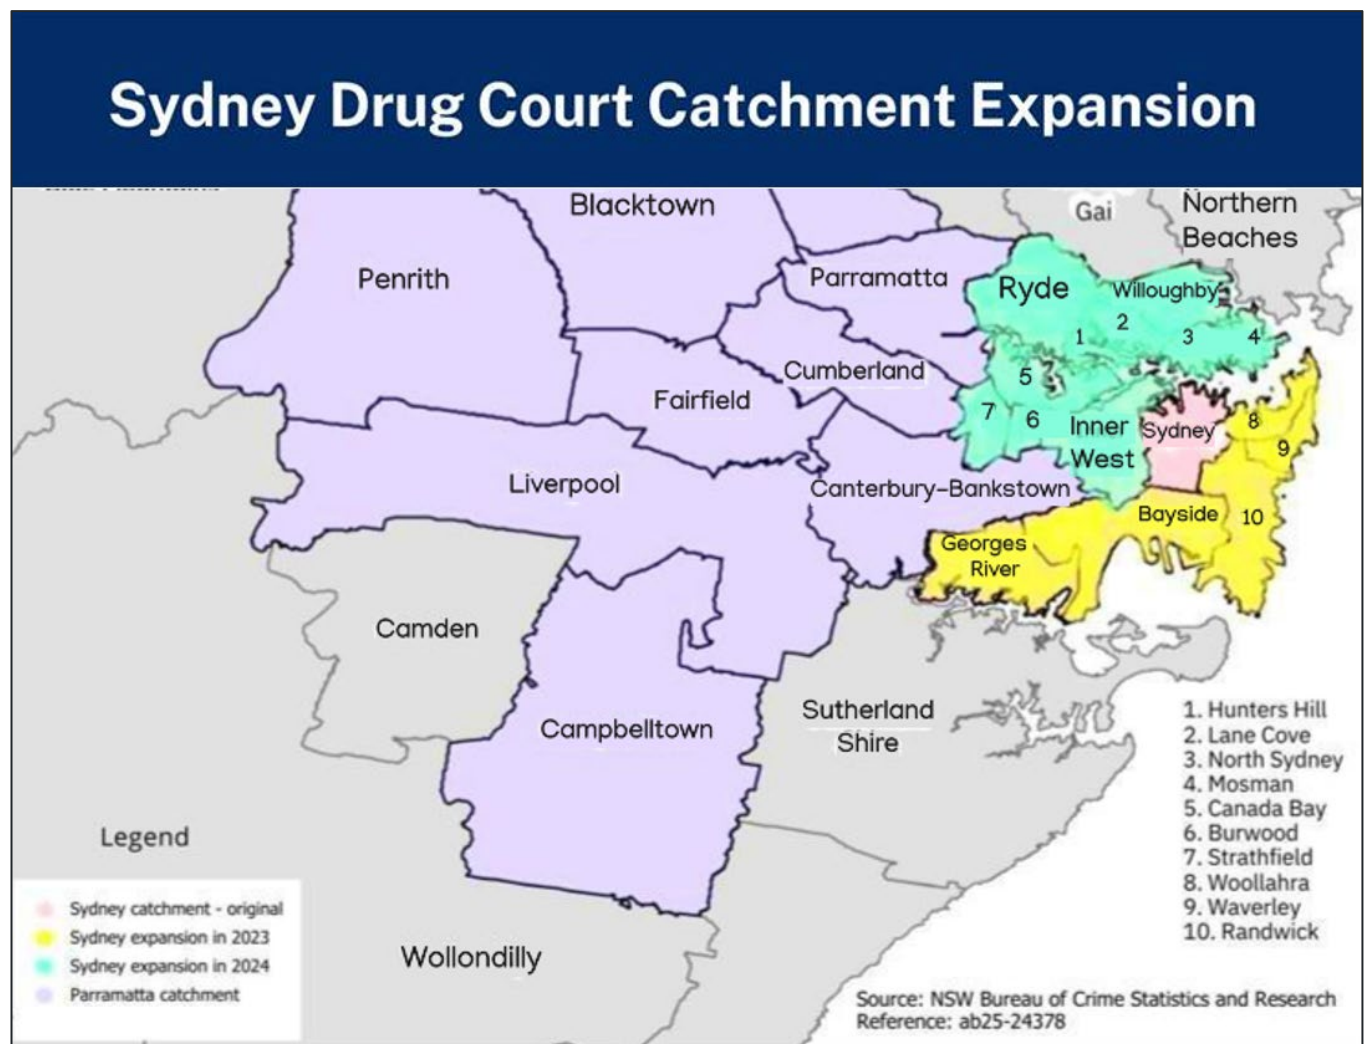 Sydney Drug Court Catchment Expansion
Blacktown
Gai
Northern
Beaches
Penrith
Parramatta
Ryde
Willoughby
1
2
3
4
Cumberland
5
Fairfield
7
6
Inner
West
Sydney
8
9
Liverpool
Canterbury-Bankstown
Bayside
10
Georges
River
Camden
Campbelltown
Sutherland
Shire
1. Hunters Hill
2. Lane Cove
3. North Sydney
4. Mosman
5. Canada Bay
6. Burwood
7. Strathfield
8. Woollahra
9. Waverley
10. Randwick
Legend
Sydney catchment - original
Sydney expansion in 2023
Sydney expansion in 2024
Parramatta catchment
Wollondilly
Source: NSW Bureau of Crime Statistics and Research
Reference: ab25-24378